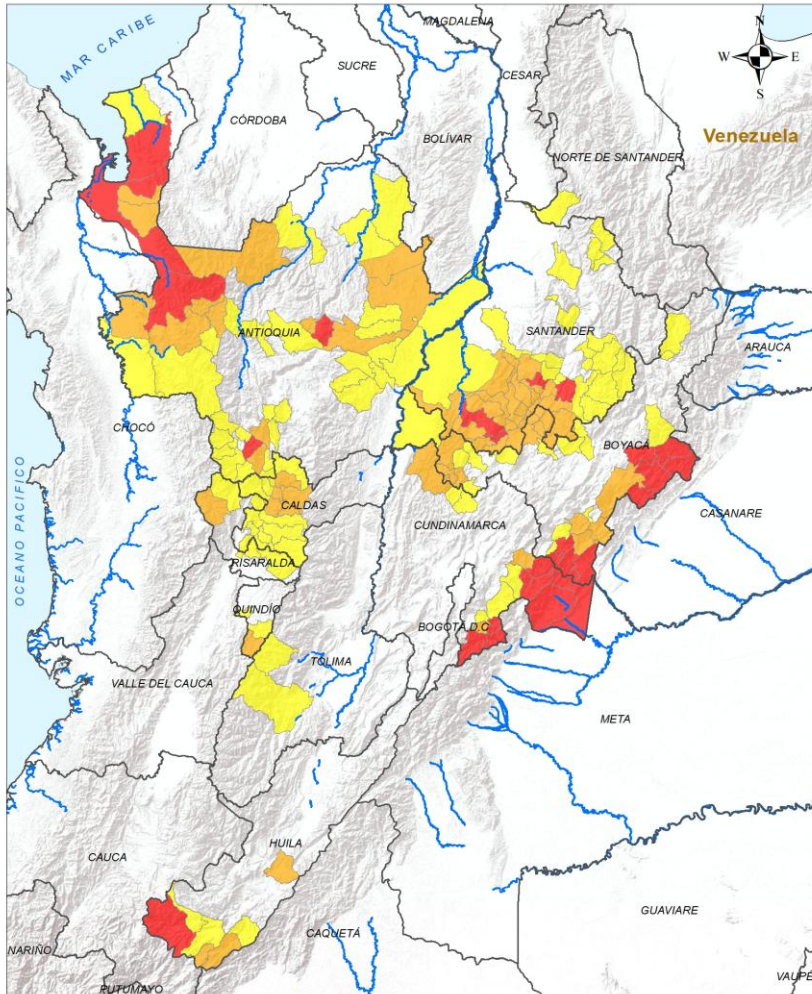 MAGDALENA
MAR CARIBE
N
SUCRE
W
E
CESAR
S
CÓRDOBA
BOLÍVAR
Venezuela
NORTE DE SANTANDER
ANTIOQUIA
SANTANDER
ARAUCA
CHOCÓ
BOYACÁ
OCEANO PACIFICO
CALDAS
CASANARE
CUNDINAMARCA
RISARALDA
QUINDÍO
BOGOTÁ D.C
TOLIMA
VALLE DEL CAUCA
META
HUILA
CAUCA
GUAVIARE
CAQUETÁ
NARIÑO
PUTUMAYO
VAUPÉ